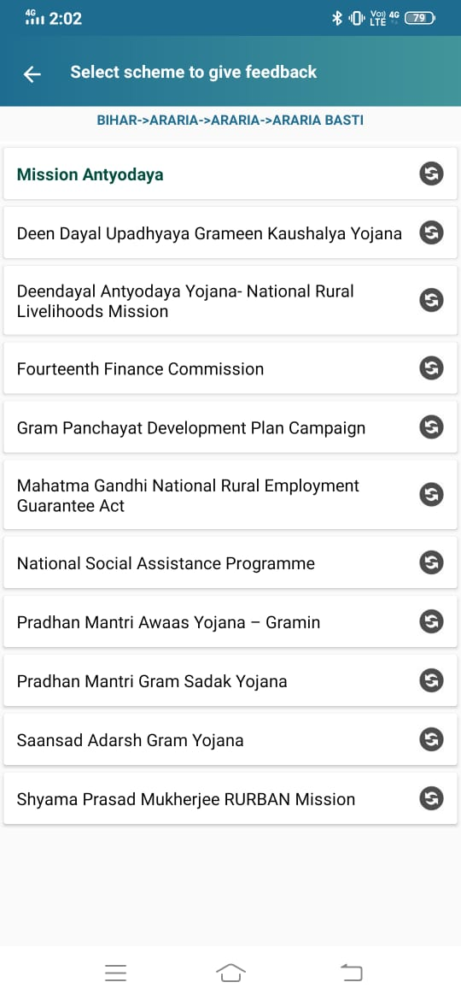 4G 2:02 Vo) LTE 4G 79
Select scheme to give feedback
BIHAR->ARARIA->ARARIA->ARARIA BASTI
Mission Antyodaya
Deen Dayal Upadhyaya Grameen Kaushalya Yojana
Deendayal Antyodaya Yojana- National Rural
Livelihoods Mission
Fourteenth Finance Commission
Gram Panchayat Development Plan Campaign
Mahatma Gandhi National Rural Employment
Guarantee Act
National Social Assistance Programme
Pradhan Mantri Awaas Yojana – Gramin
Pradhan Mantri Gram Sadak Yojana
Saansad Adarsh Gram Yojana
Shyama Prasad Mukherjee RURBAN Mission